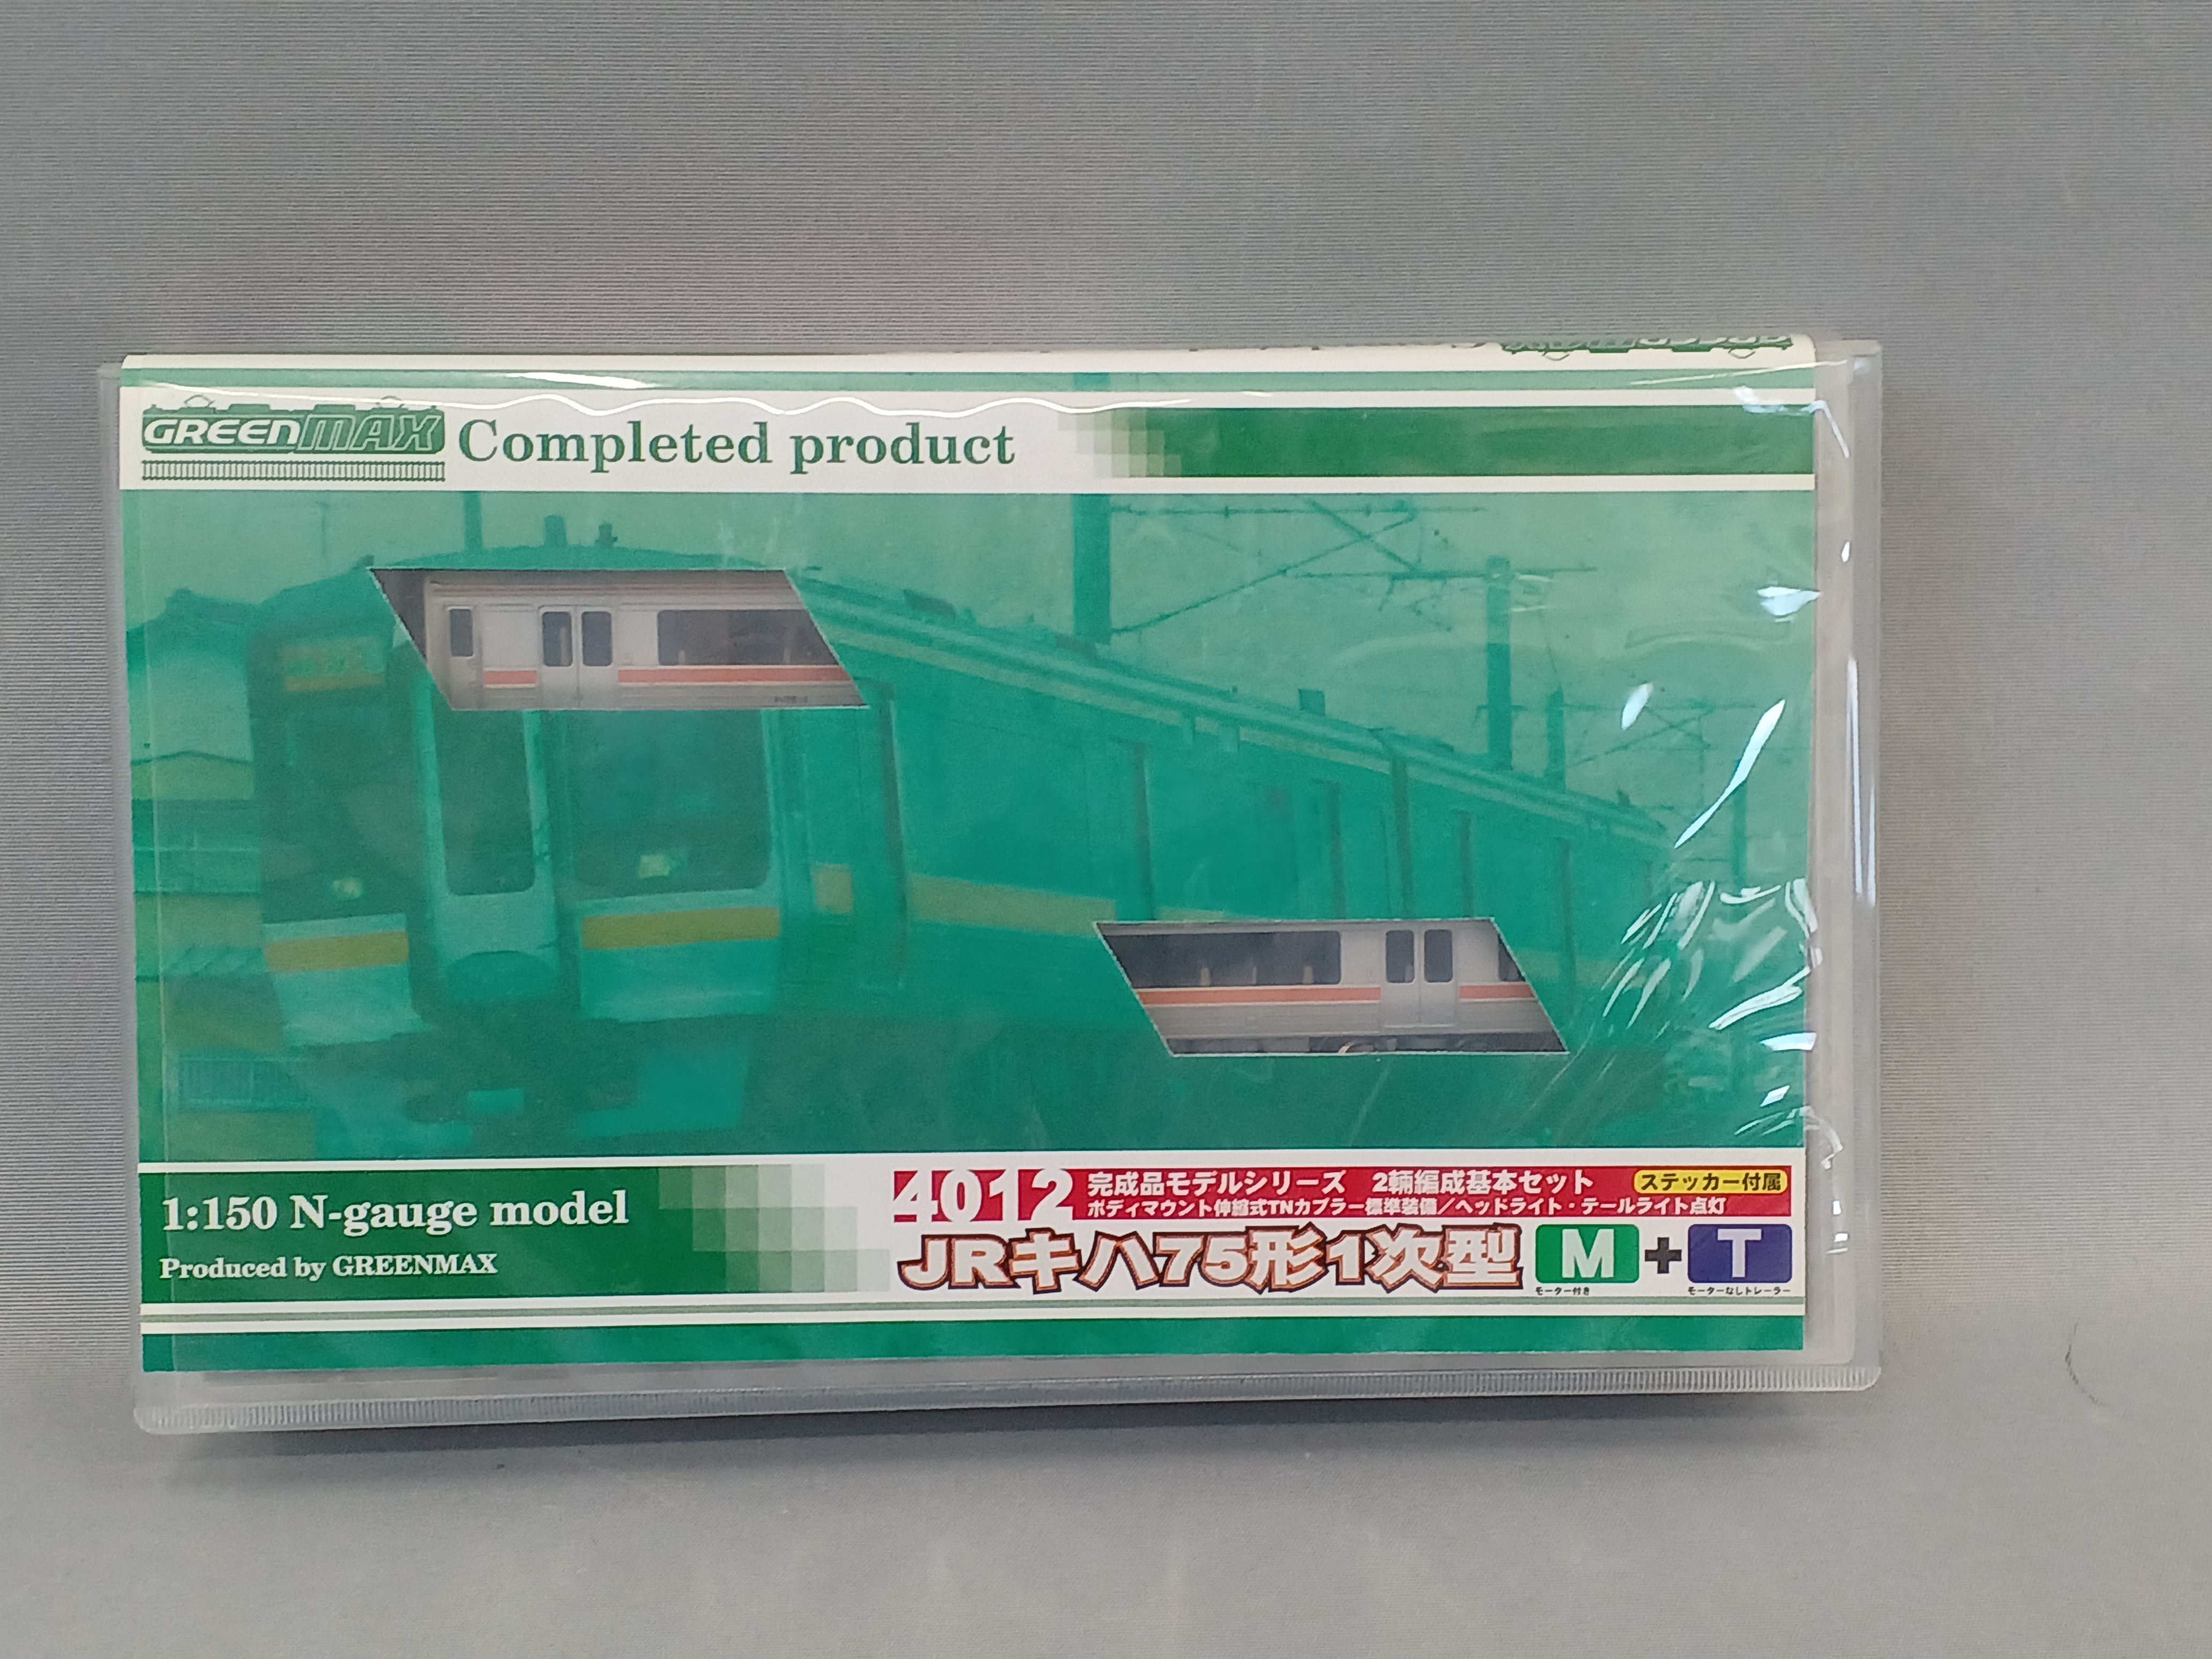 GREENMAX
GREENMAX Completed product
1:150 N-gauge model
Produced by GREENMAX
4012 完成品モデルシリーズ 2輛編成基本セット ステッカー付属
ボディマウント伸縮式TNカプラー標準装備/ヘッドライト・テールライト点灯
JRキハ75形1次型 M+T
モーター付き モーターなしトレーラー